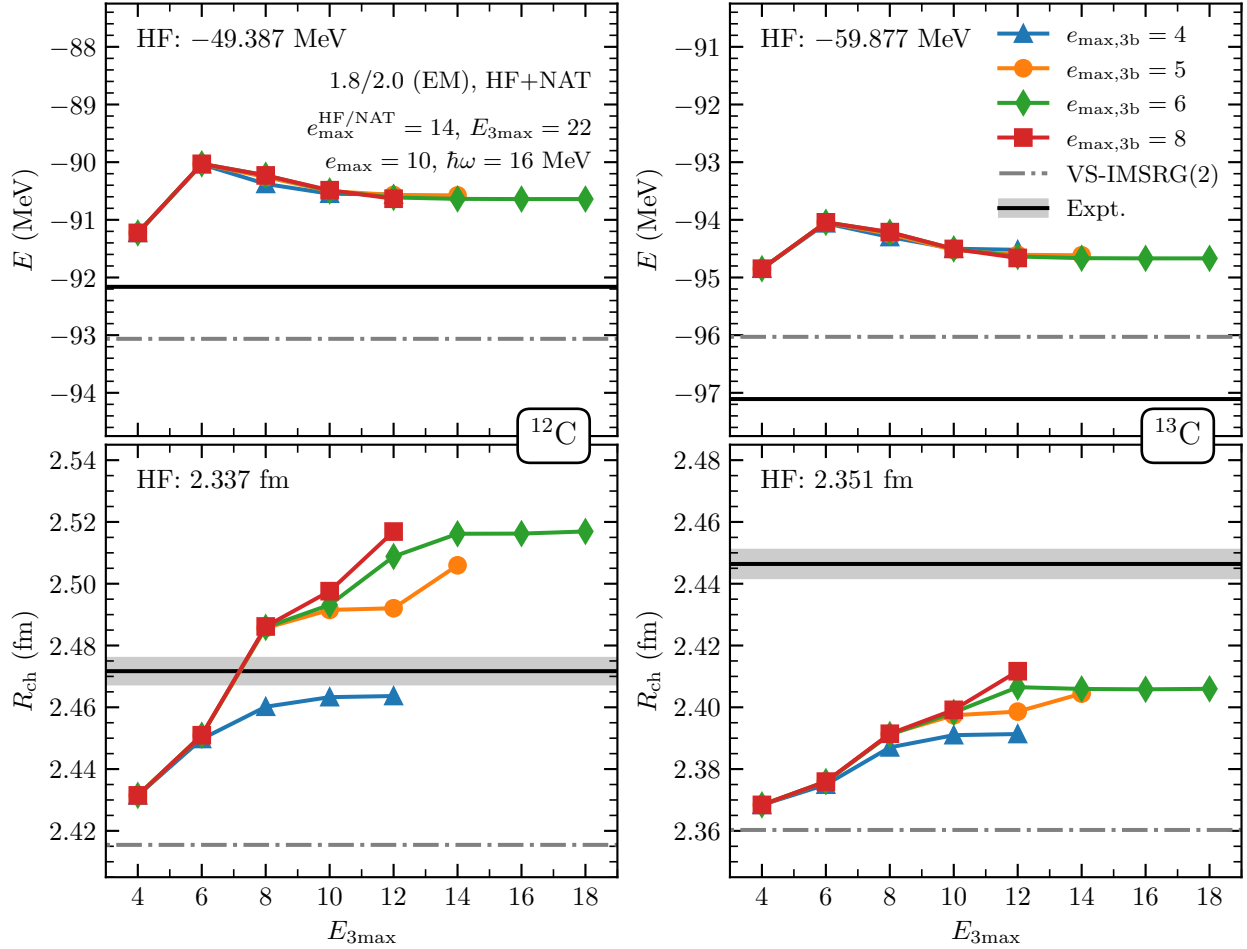 HF: −49.387 MeV
1.8/2.0 (EM), HF+NAT
e_max^HF/NAT = 14, E_3max = 22
e_max = 10, ℏω = 16 MeV
E (MeV)
−88
−89
−90
−91
−92
−93
−94
¹²C
HF: −59.877 MeV
e_max,3b = 4
e_max,3b = 5
e_max,3b = 6
e_max,3b = 8
VS-IMSRG(2)
Expt.
E (MeV)
−91
−92
−93
−94
−95
−96
−97
¹³C
HF: 2.337 fm
R_ch (fm)
2.54
2.52
2.50
2.48
2.46
2.44
2.42
4 6 8 10 12 14 16 18
E_3max
HF: 2.351 fm
R_ch (fm)
2.48
2.46
2.44
2.42
2.40
2.38
2.36
4 6 8 10 12 14 16 18
E_3max